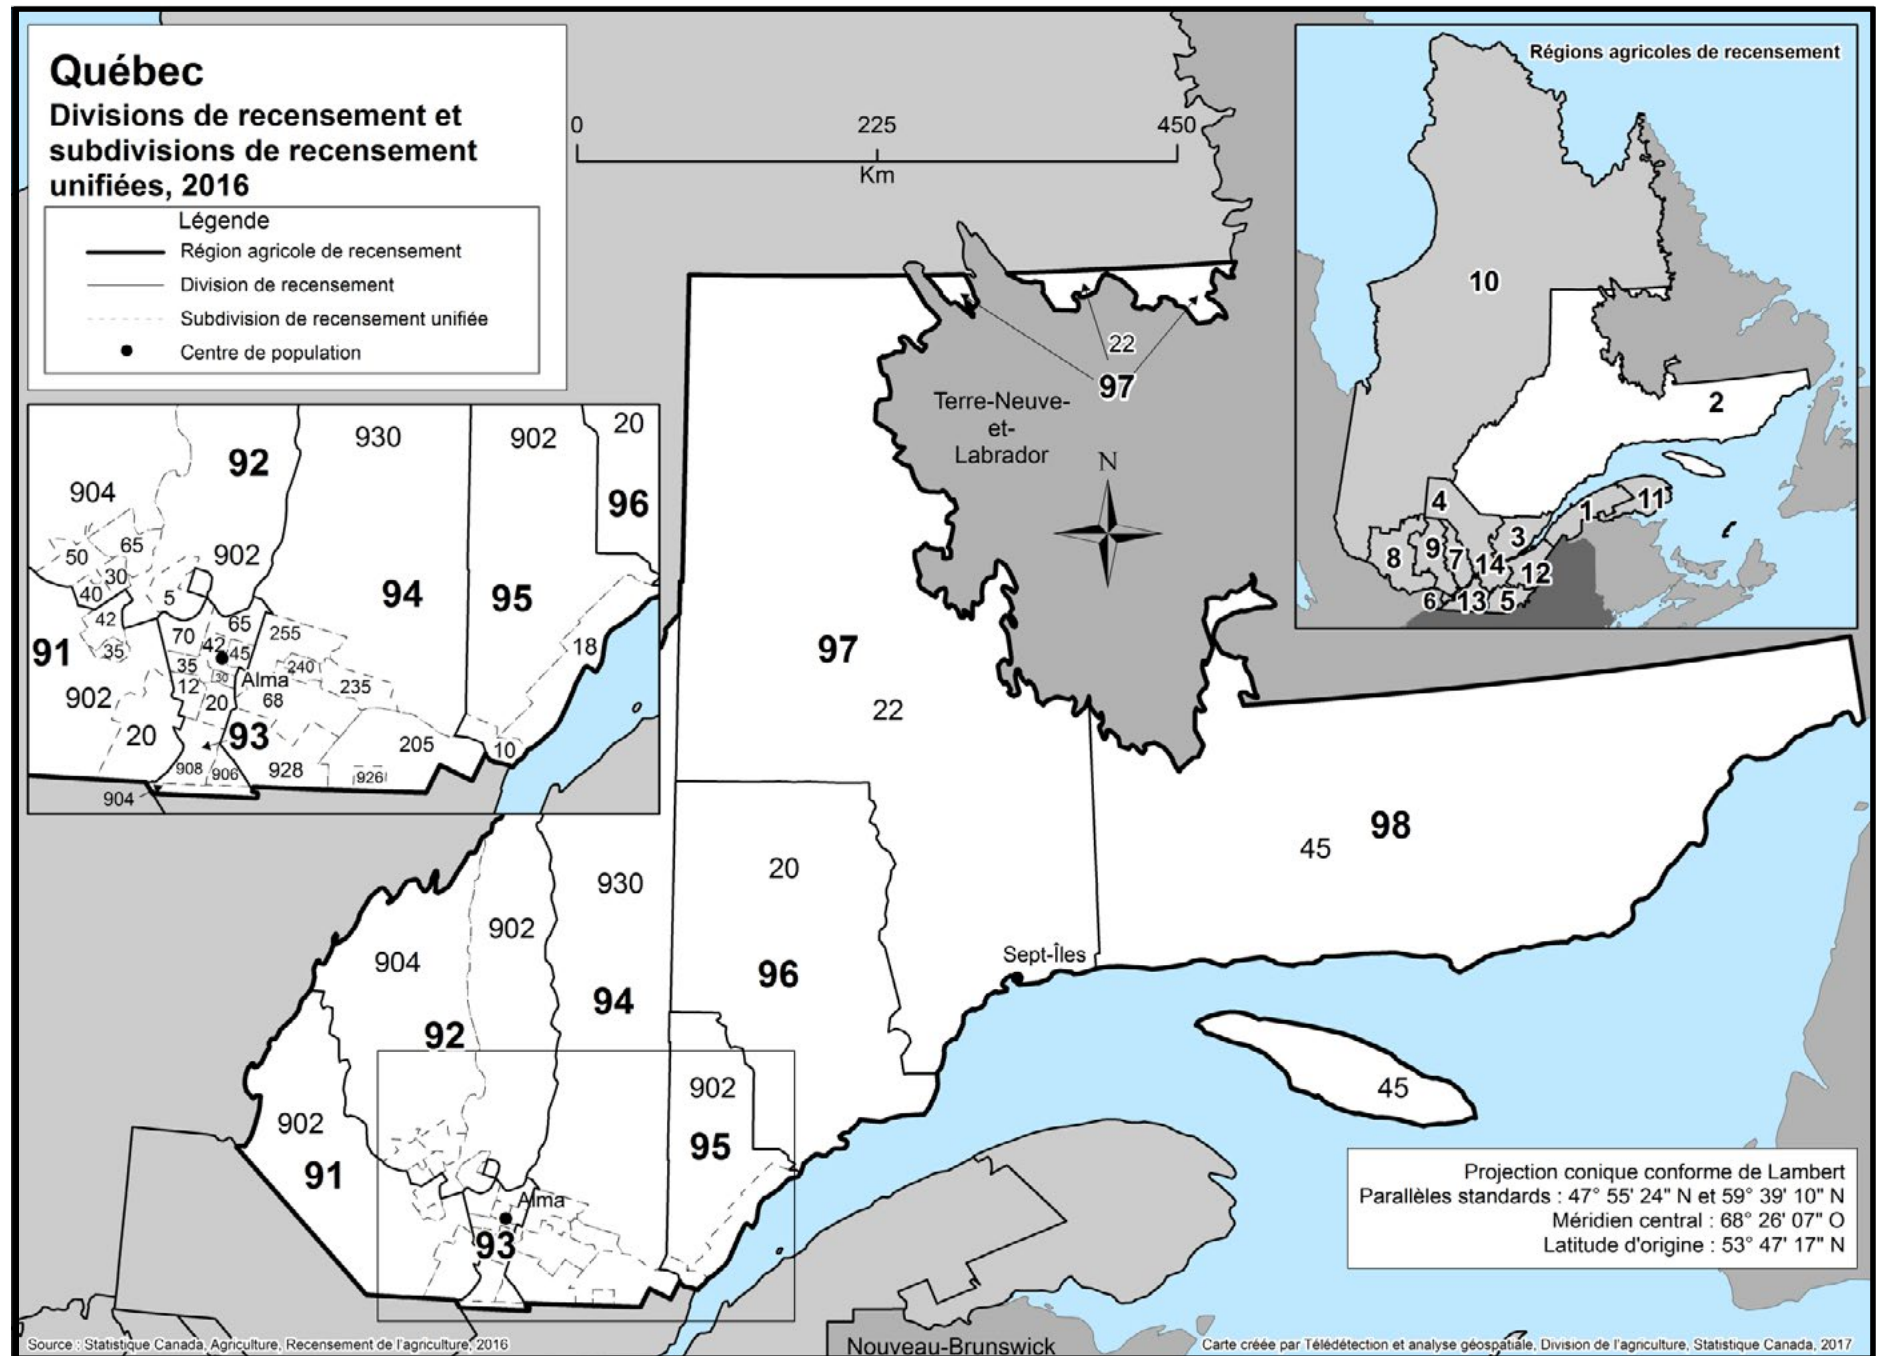 Québec
Divisions de recensement et
subdivisions de recensement
unifiées, 2016
Légende
Région agricole de recensement
Division de recensement
Subdivision de recensement unifiée
Centre de population
0 225 450
Km
Régions agricoles de recensement
10
2
4
1
11
3
8
9
7
14
12
6
13
5
22
97
Terre-Neuve-
et-
Labrador
N
930
902
20
92
904
96
65
50
902
30
94
95
40
5
42
65
70
255
42
45
18
91
35
35
240
30
Alma
12
235
902
20
68
20
93
205
10
908
906
928
926
904
97
22
98
45
20
930
902
904
Sept-Îles
96
94
92
902
45
902
95
91
Alma
93
Projection conique conforme de Lambert
Parallèles standards : 47° 55' 24" N et 59° 39' 10" N
Méridien central : 68° 26' 07" O
Latitude d'origine : 53° 47' 17" N
Nouveau-Brunswick
Source : Statistique Canada, Agriculture, Recensement de l'agriculture, 2016
Carte créée par Télédétection et analyse géospatiale, Division de l'agriculture, Statistique Canada, 2017